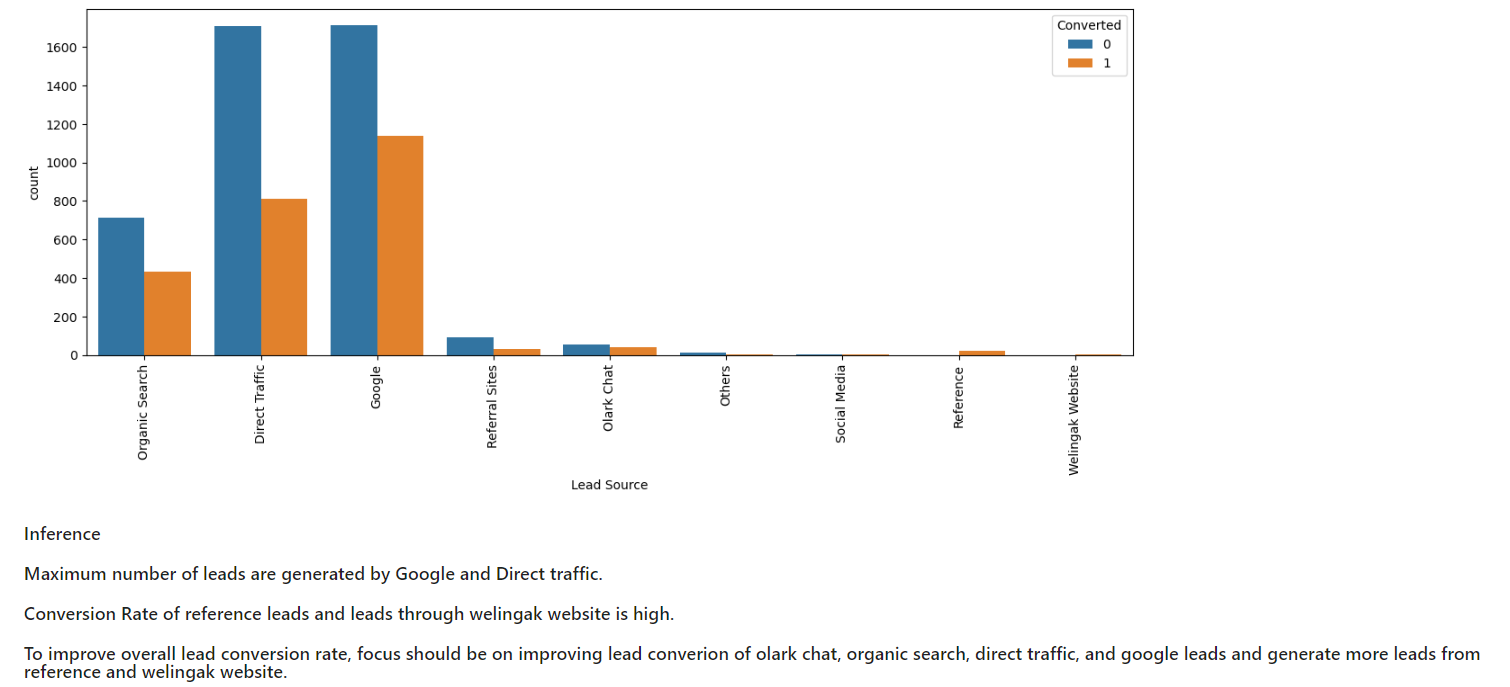 Converted
0
1
1600
1400
1200
1000
800
600
400
200
0
count
Organic Search
Direct Traffic
Google
Referral Sites
Olark Chat
Others
Social Media
Reference
Welingak Website
Lead Source
Inference
Maximum number of leads are generated by Google and Direct traffic.
Conversion Rate of reference leads and leads through welingak website is high.
To improve overall lead conversion rate, focus should be on improving lead converion of olark chat, organic search, direct traffic, and google leads and generate more leads from
reference and welingak website.